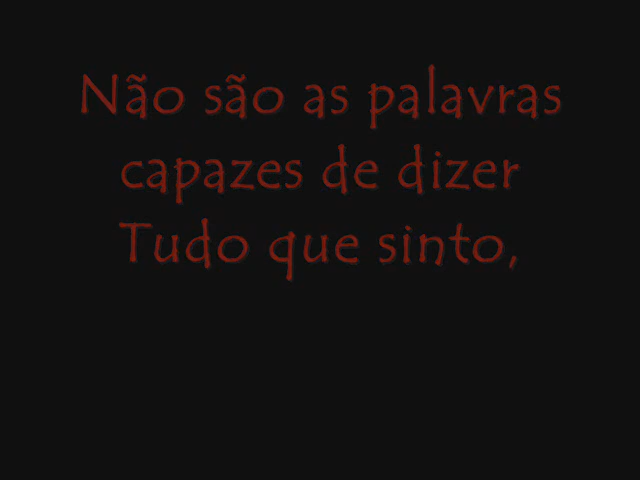 Não são as palavras
capazes de dizer
Tudo que sinto,